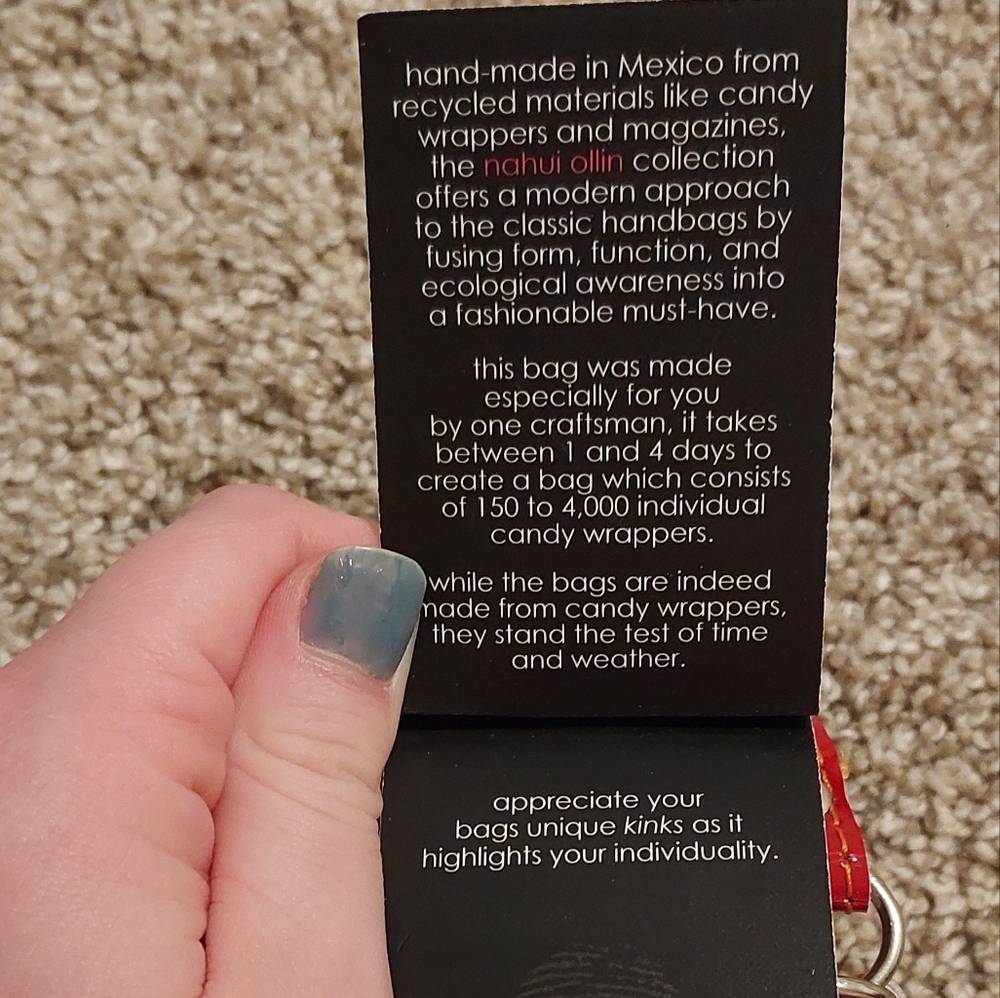 hand-made in Mexico from
recycled materials like candy
wrappers and magazines,
the nahui ollin collection
offers a modern approach
to the classic handbags by
fusing form, function, and
ecological awareness into
a fashionable must-have.
this bag was made
especially for you
by one craftsman, it takes
between 1 and 4 days to
create a bag which consists
of 150 to 4,000 individual
candy wrappers.
while the bags are indeed
made from candy wrappers,
they stand the test of time
and weather.
appreciate your
bags unique kinks as it
highlights your individuality.